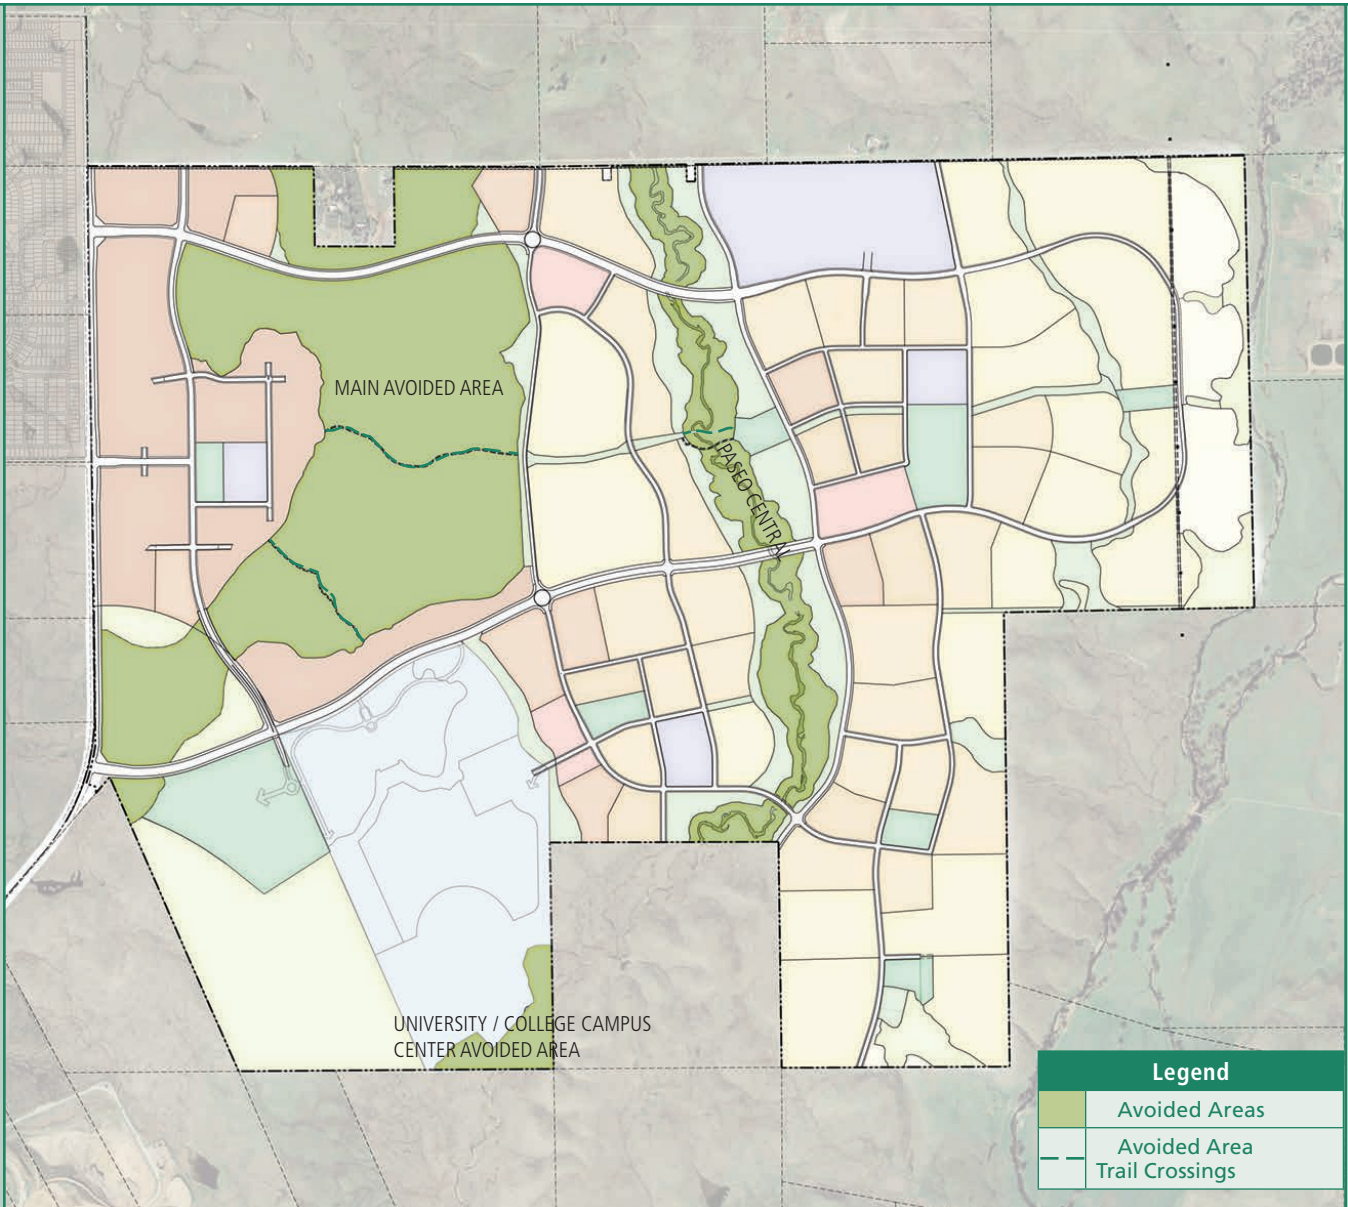 MAIN AVOIDED AREA
PASEO CENTRAL
UNIVERSITY / COLLEGE CAMPUS
CENTER AVOIDED AREA
Legend
Avoided Areas
Avoided Area
Trail Crossings